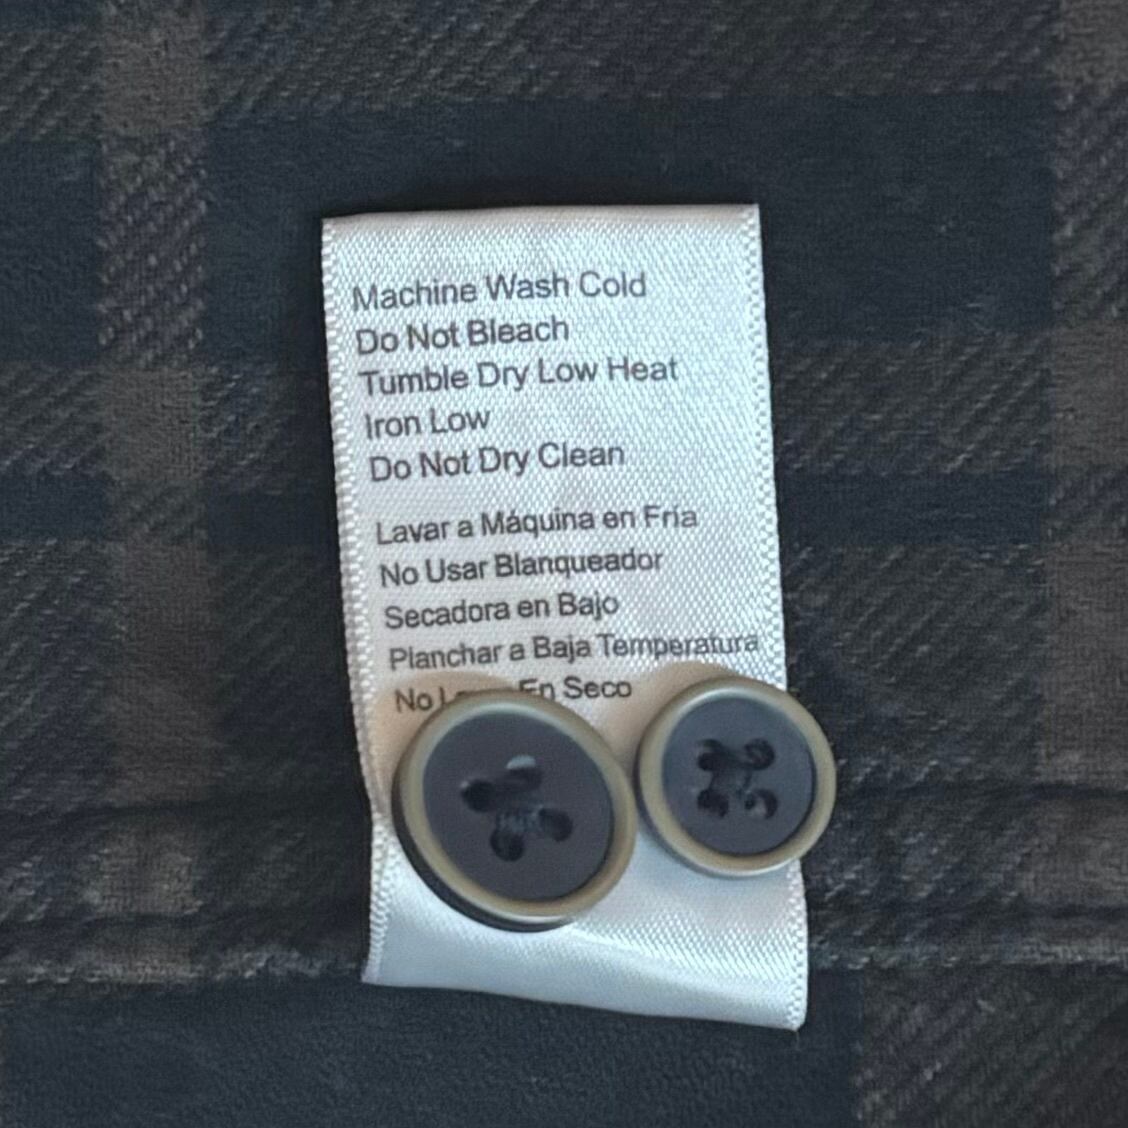 Machine Wash Cold
Do Not Bleach
Tumble Dry Low Heat
Iron Low
Do Not Dry Clean
Lavar a Máquina en Fría
No Usar Blanqueador
Secadora en Bajo
Planchar a Baja Temperatura
No En Seco